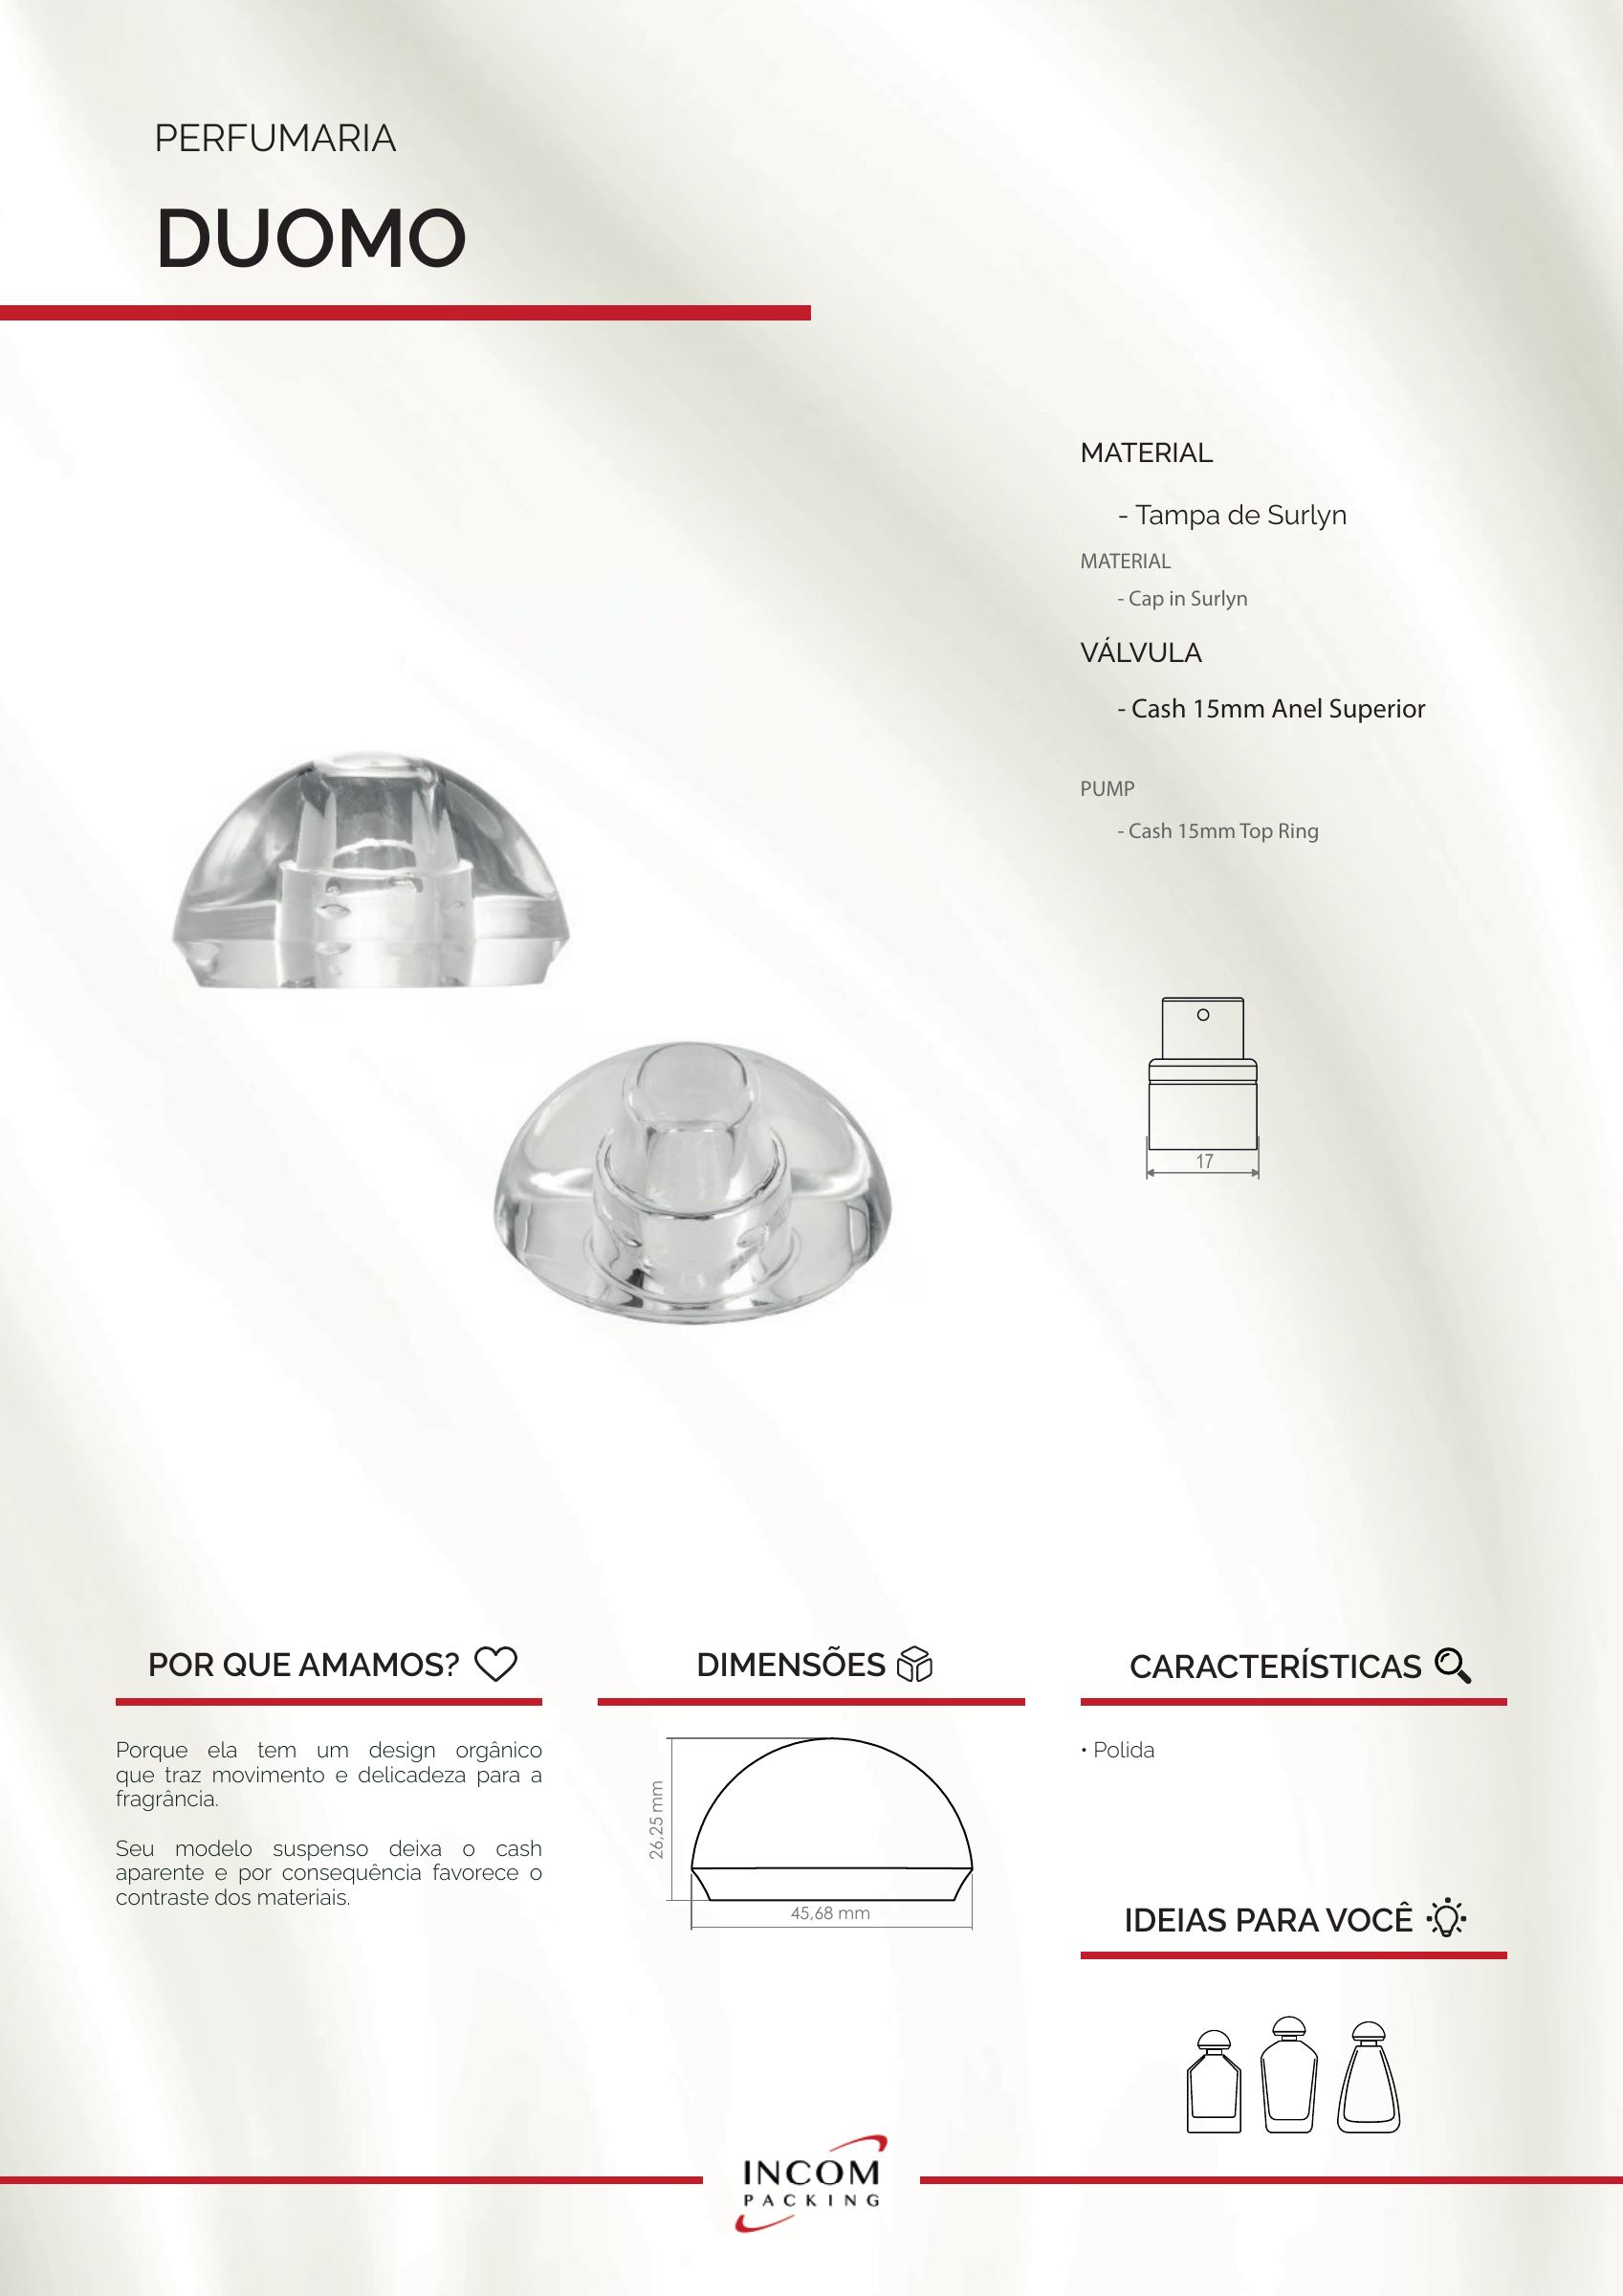 PERFUMARIA
DUOMO
MATERIAL
- Tampa de Surlyn
MATERIAL
- Cap in Surlyn
VÁLVULA
- Cash 15mm Anel Superior
PUMP
- Cash 15mm Top Ring
17
POR QUE AMAMOS?
Porque ela tem um design orgânico
que traz movimento e delicadeza para a
fragrância.
Seu modelo suspenso deixa o cash
aparente e por consequência favorece o
contraste dos materiais.
DIMENSÕES
26,25 mm
45,68 mm
CARACTERÍSTICAS
• Polida
IDEIAS PARA VOCÊ
INCOM
PACKING